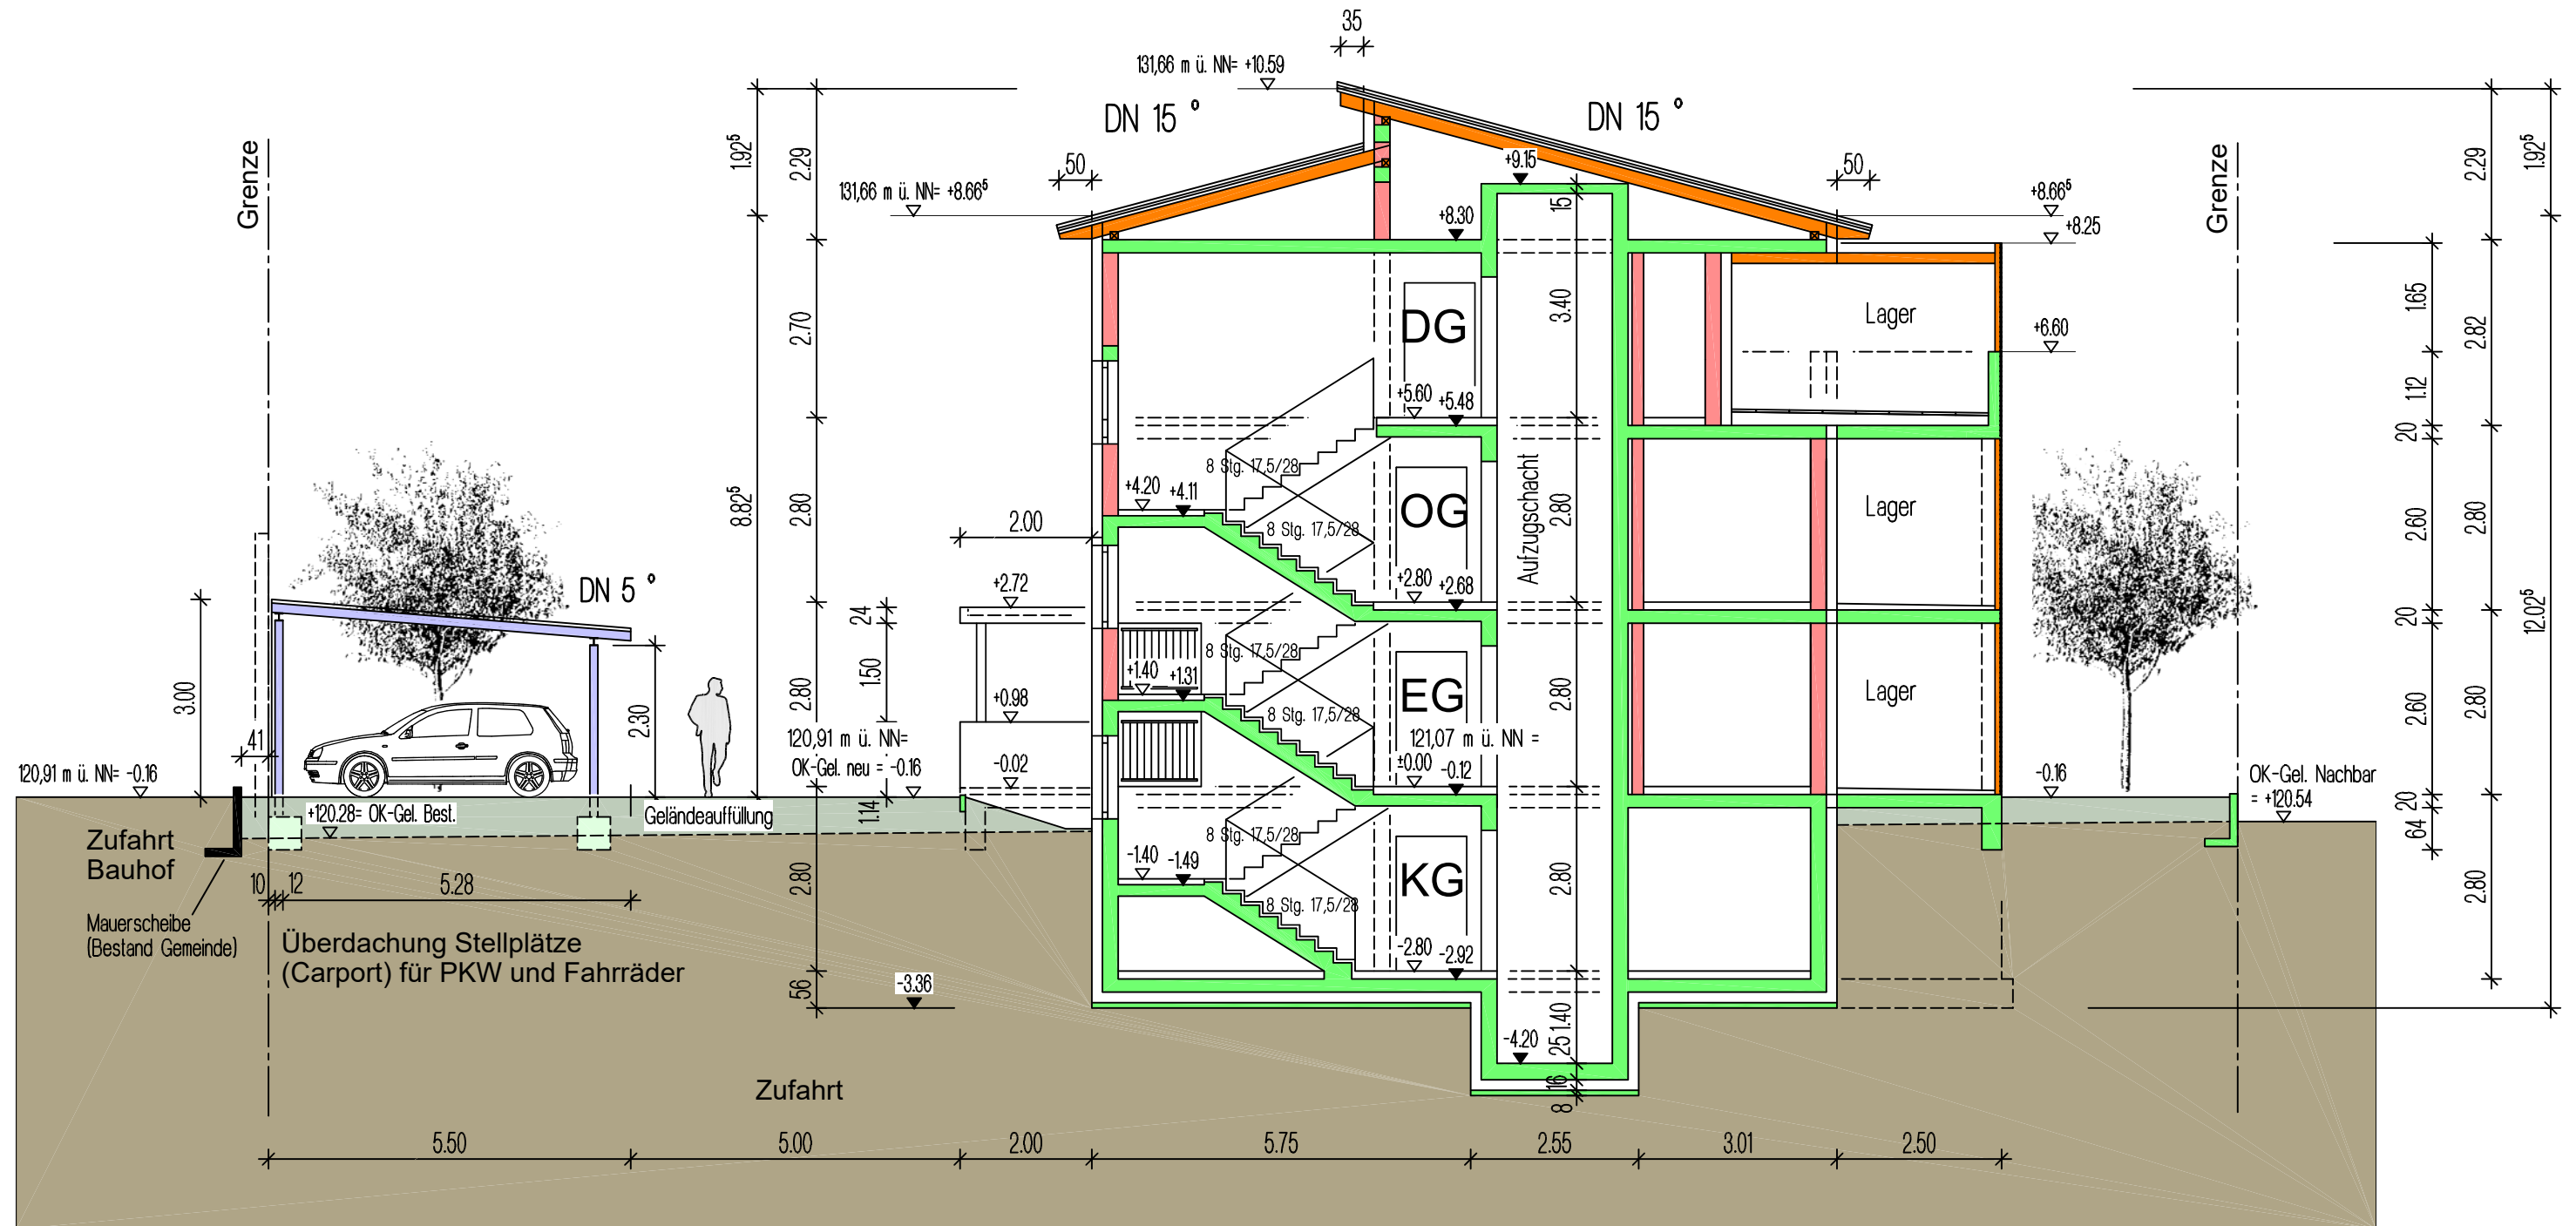 35
131,66 m ü. NN= +10.59
DN 15 °
DN 15 °
Grenze
1.92⁵
2.29
50
131,66 m ü. NN= +8.66⁵
+9.15
50
+8.66⁵
+8.25
Grenze
2.29
1.92⁵
15
+8.30
2.70
3.40
DG
Lager
+6.60
1.65
2.82
1.12
+5.60
+5.48
20
8.82⁵
8 Stg. 17,5/28
+4.20
+4.11
2.80
OG
Aufzugschacht
2.80
Lager
2.60
2.80
2.00
8 Stg. 17,5/28
12.02⁵
DN 5 °
+2.72
+2.80
+2.68
24
20
3.00
2.30
1.50
2.80
8 Stg. 17,5/28
+1.40
+1.31
EG
2.80
Lager
2.60
2.80
+0.98
8 Stg. 17,5/28
41
120,91 m ü. NN= -0.16
120,91 m ü. NN=
OK-Gel. neu = -0.16
-0.02
121,07 m ü. NN =
±0.00
-0.12
-0.16
OK-Gel. Nachbar
= +120.54
+120.28= OK-Gel. Best.
Geländeauffüllung
1.14
20
64
Zufahrt
Bauhof
8 Stg. 17,5/28
-1.40
-1.49
2.80
KG
2.80
2.80
10
12
5.28
8 Stg. 17,5/28
Mauerscheibe
(Bestand Gemeinde)
Überdachung Stellplätze
(Carport) für PKW und Fahrräder
-2.80
-2.92
56
-3.36
1.40
-4.20
25
16
8
Zufahrt
5.50
5.00
2.00
5.75
2.55
3.01
2.50